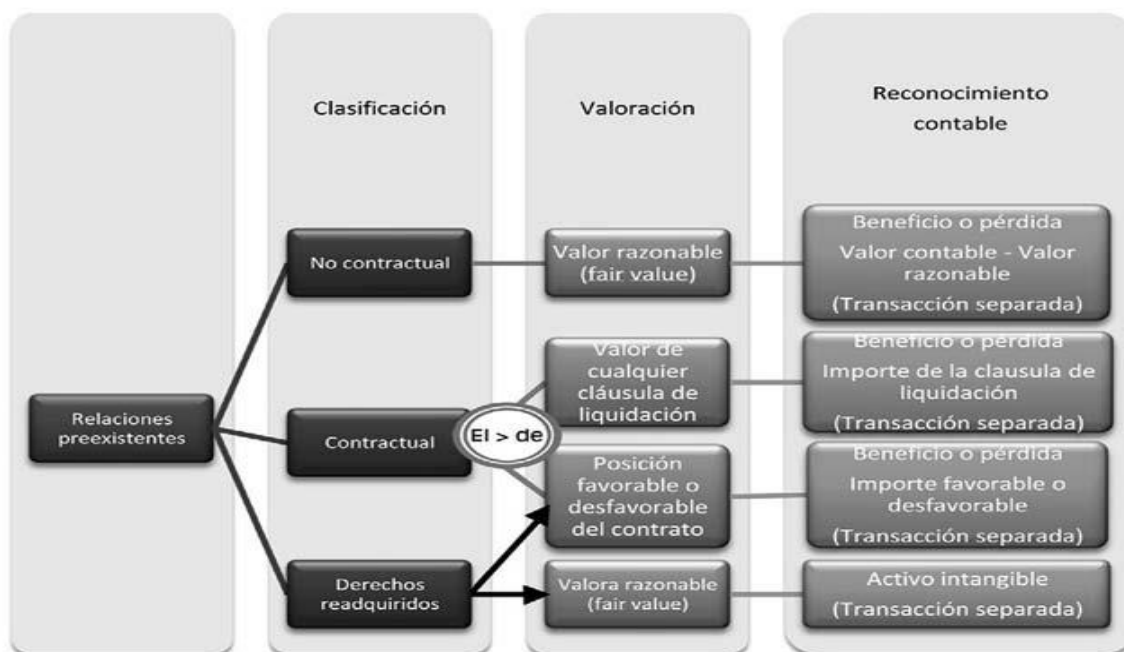 Clasificación
Valoración
Reconocimiento
contable
Relaciones
preexistentes
No contractual
Valor razonable
(fair value)
Beneficio o pérdida
Valor contable - Valor
razonable
(Transacción separada)
Contractual
El > de
Valor de
cualquier
cláusula de
liquidación
Beneficio o pérdida
Importe de la clausula de
liquidación
(Transacción separada)
Posición
favorable o
desfavorable
del contrato
Beneficio o pérdida
Importe favorable o
desfavorable
(Transacción separada)
Derechos
readquiridos
Valora razonable
(fair value)
Activo intangible
(Transacción separada)